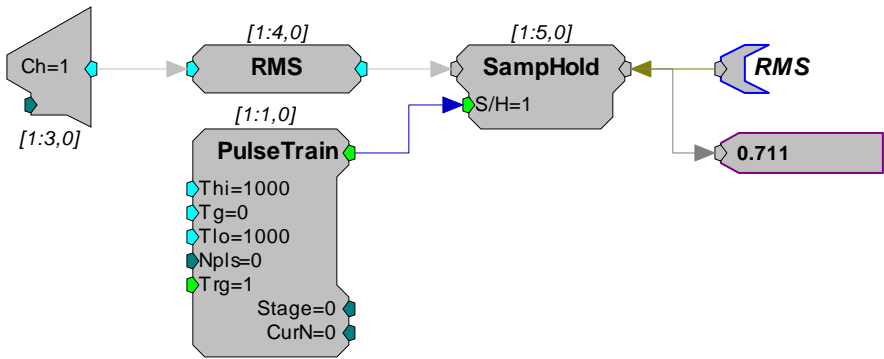 [1:4,0]
[1:5,0]
Ch=1
RMS
SampHold
RMS
S/H=1
[1:3,0]
[1:1,0]
PulseTrain
0.711
Thi=1000
Tg=0
Tlo=1000
Npls=0
Trg=1
Stage=0
CurN=0